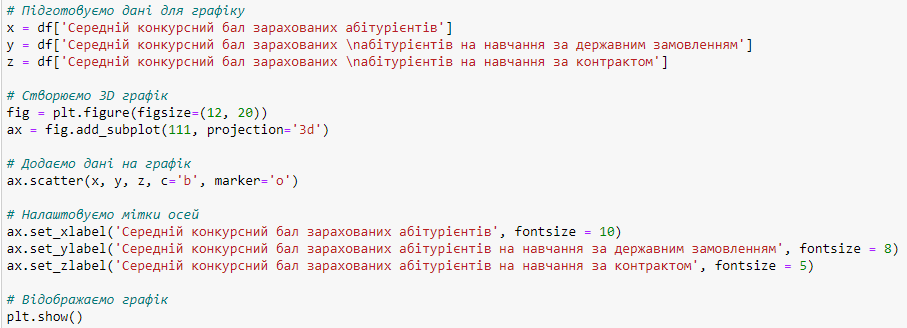 # Підготовуємо дані для графіку
x = df['Середній конкурсний бал зарахованих абітурієнтів']
y = df['Середній конкурсний бал зарахованих \nабітурієнтів на навчання за державним замовленням']
z = df['Середній конкурсний бал зарахованих \nабітурієнтів на навчання за контрактом']
# Створюємо 3D графік
fig = plt.figure(figsize=(12, 20))
ax = fig.add_subplot(111, projection='3d')
# Додаємо дані на графік
ax.scatter(x, y, z, c='b', marker='o')
# Налаштовуємо мітки осей
ax.set_xlabel('Середній конкурсний бал зарахованих абітурієнтів', fontsize = 10)
ax.set_ylabel('Середній конкурсний бал зарахованих абітурієнтів на навчання за державним замовленням', fontsize = 8)
ax.set_zlabel('Середній конкурсний бал зарахованих абітурієнтів на навчання за контрактом', fontsize = 5)
# Відображаємо графік
plt.show()